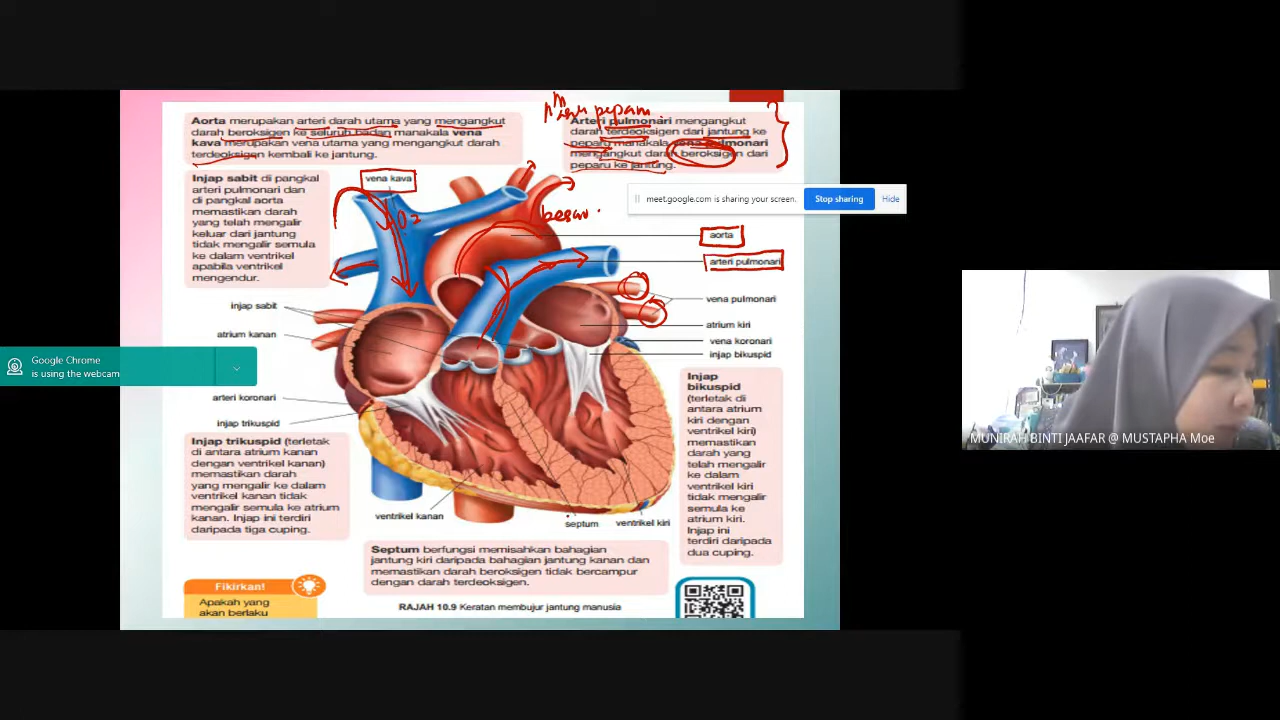 peparu
Aorta merupakan arteri darah utama yang mengangkut
darah beroksigen ke seluruh badan manakala vena
kava merupakan vena utama yang mengangkut darah
terdeoksigen kembali ke jantung.
Arteri pulmonari mengangkut
darah terdeoksigen dari jantung ke
peparu manakala vena pulmonari
mengangkut darah beroksigen dari
peparu ke jantung.
Injap sabit di pangkal
arteri pulmonari dan
di pangkal aorta
memastikan darah
yang telah mengalir
keluar dari jantung
tidak mengalir semula
ke dalam ventrikel
apabila ventrikel
mengendur.
vena kava
O2
besar
meet.google.com is sharing your screen.
Stop sharing
Hide
aorta
arteri pulmonari
vena pulmonari
atrium kiri
vena koronari
injap bikuspid
injap sabit
atrium kanan
Google Chrome
is using the webcam
arteri koronari
injap trikuspid
Injap trikuspid (terletak
di antara atrium kanan
dengan ventrikel kanan)
memastikan darah
yang mengalir ke dalam
ventrikel kanan tidak
mengalir semula ke atrium
kanan. Injap ini terdiri
daripada tiga cuping.
Injap
bikuspid
(terletak di
antara atrium
kiri dengan
ventrikel kiri)
memastikan
darah yang
telah mengalir
ke dalam
ventrikel kiri
tidak mengalir
semula ke
atrium kiri.
Injap ini
terdiri daripada
dua cuping.
ventrikel kanan
septum
ventrikel kiri
Septum berfungsi memisahkan bahagian
jantung kiri daripada bahagian jantung kanan dan
memastikan darah beroksigen tidak bercampur
dengan darah terdeoksigen.
Fikirkan!
Apakah yang
akan berlaku
RAJAH 10.9 Keratan membujur jantung manusia
MUNIRAH BINTI JAAFAR @ MUSTAPHA Moe